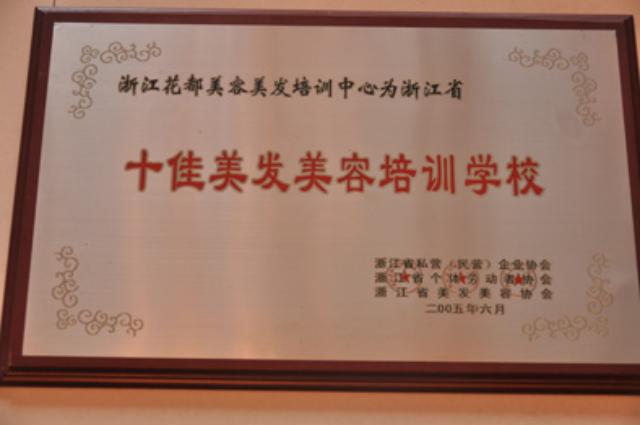 浙江花都美容美发培训中心为浙江省
十佳美发美容培训学校
浙江省私营（民营）企业协会
浙江省个体劳动者协会
浙江省美发美容协会
二00五年六月